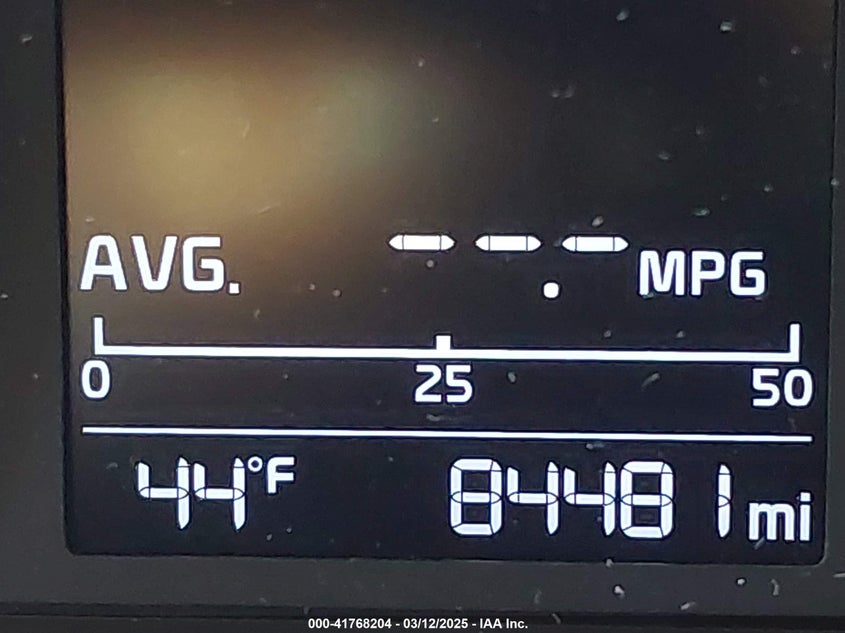 AVG. --.- MPG
0 25 50
44°F 84481 mi
000-41768204 - 03/12/2025 - IAA Inc.